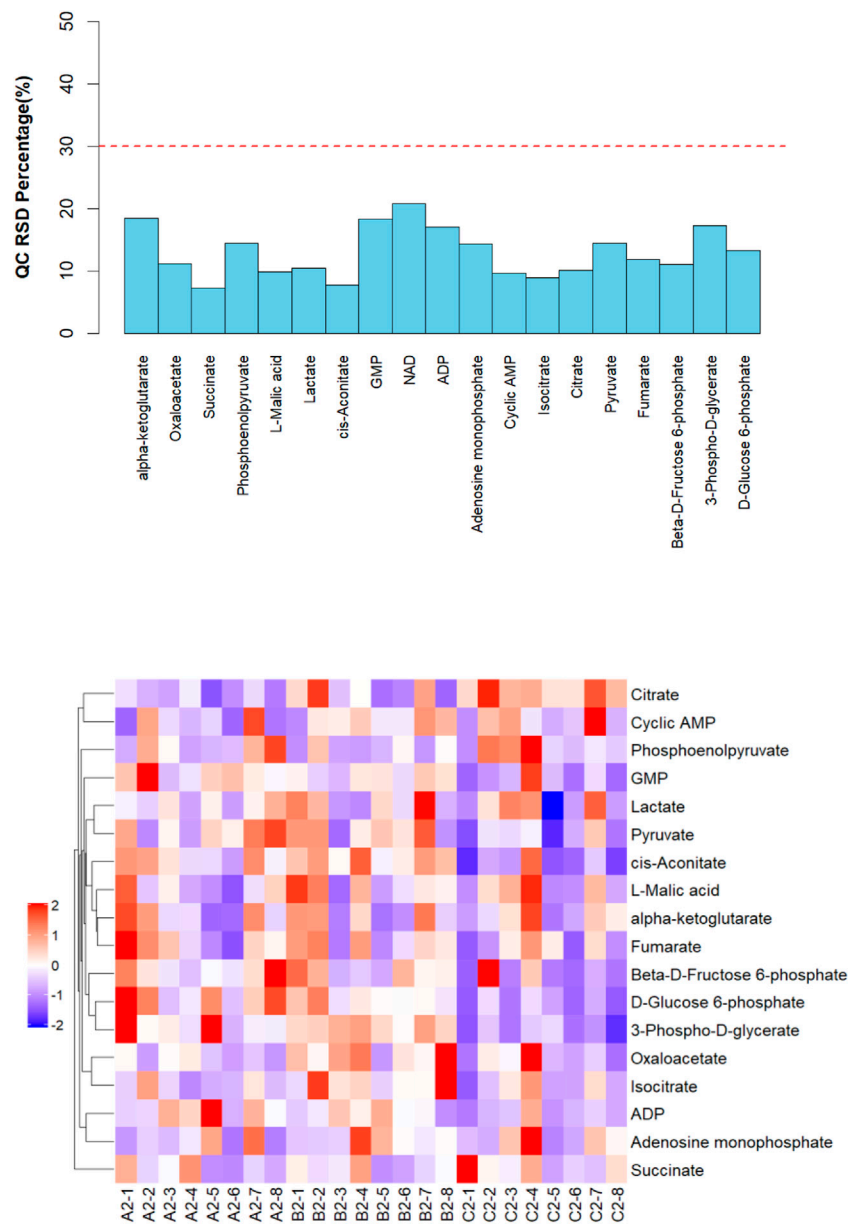 50
40
30
20
10
0
QC RSD Percentage(%)
alpha-ketoglutarate
Oxaloacetate
Succinate
Phosphoenolpyruvate
L-Malic acid
Lactate
cis-Aconitate
GMP
NAD
ADP
Adenosine monophosphate
Cyclic AMP
Isocitrate
Citrate
Pyruvate
Fumarate
Beta-D-Fructose 6-phosphate
3-Phospho-D-glycerate
D-Glucose 6-phosphate
Citrate
Cyclic AMP
Phosphoenolpyruvate
GMP
Lactate
Pyruvate
cis-Aconitate
L-Malic acid
alpha-ketoglutarate
Fumarate
Beta-D-Fructose 6-phosphate
D-Glucose 6-phosphate
3-Phospho-D-glycerate
Oxaloacetate
Isocitrate
ADP
Adenosine monophosphate
Succinate
2
1
0
-1
-2
A2-1
A2-2
A2-3
A2-4
A2-5
A2-6
A2-7
A2-8
B2-1
B2-2
B2-3
B2-4
B2-5
B2-6
B2-7
B2-8
C2-1
C2-2
C2-3
C2-4
C2-5
C2-6
C2-7
C2-8